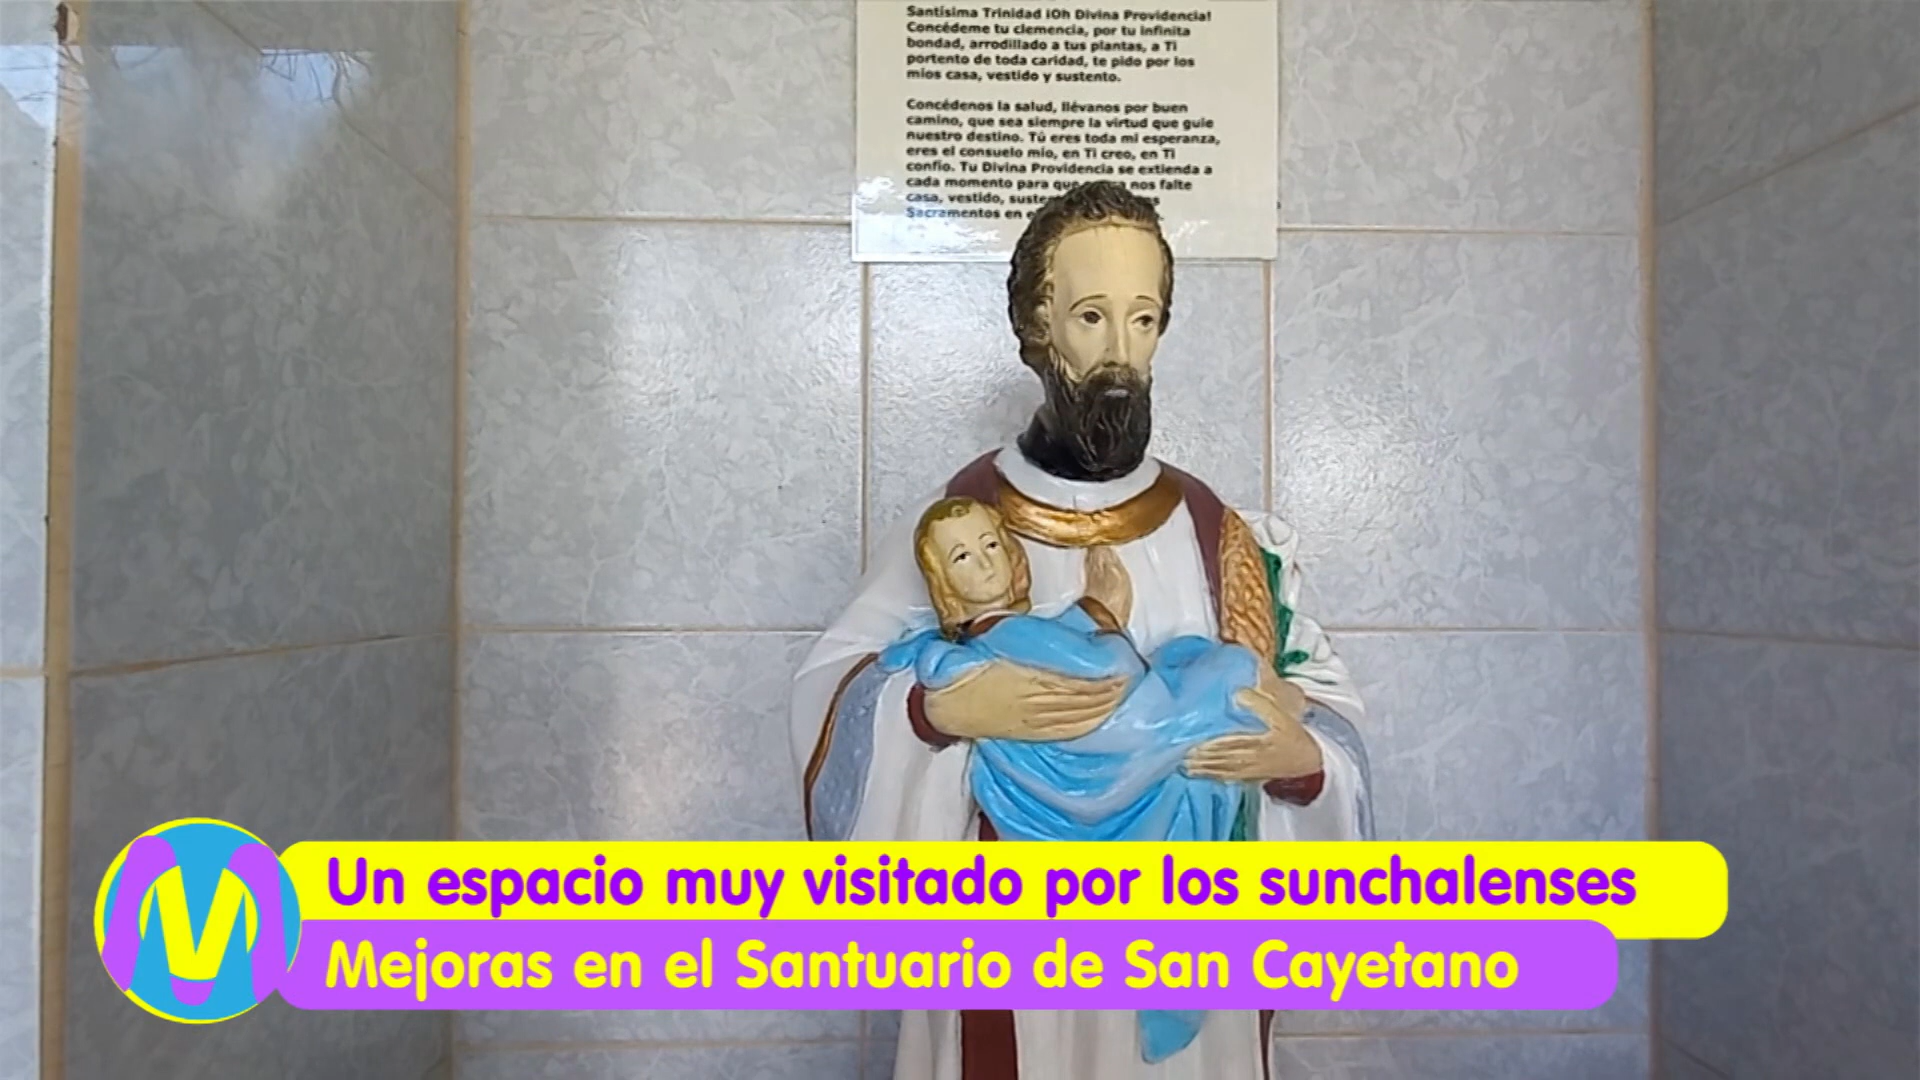 Santísima Trinidad ¡Oh Divina Providencia!
Concédeme tu clemencia, por tu infinita
bondad, arrodillado a tus plantas, a Ti
portento de toda caridad, te pido por los
míos casa, vestido y sustento.
Concédenos la salud, llévanos por buen
camino, que sea siempre la virtud que guíe
nuestro destino. Tú eres toda mi esperanza,
eres el consuelo mío, en Ti creo, en Ti
confío. Tu Divina Providencia se extienda a
cada momento para que nos falte
casa, vestido,
Sacramentos en
Un espacio muy visitado por los sunchalenses
Mejoras en el Santuario de San Cayetano